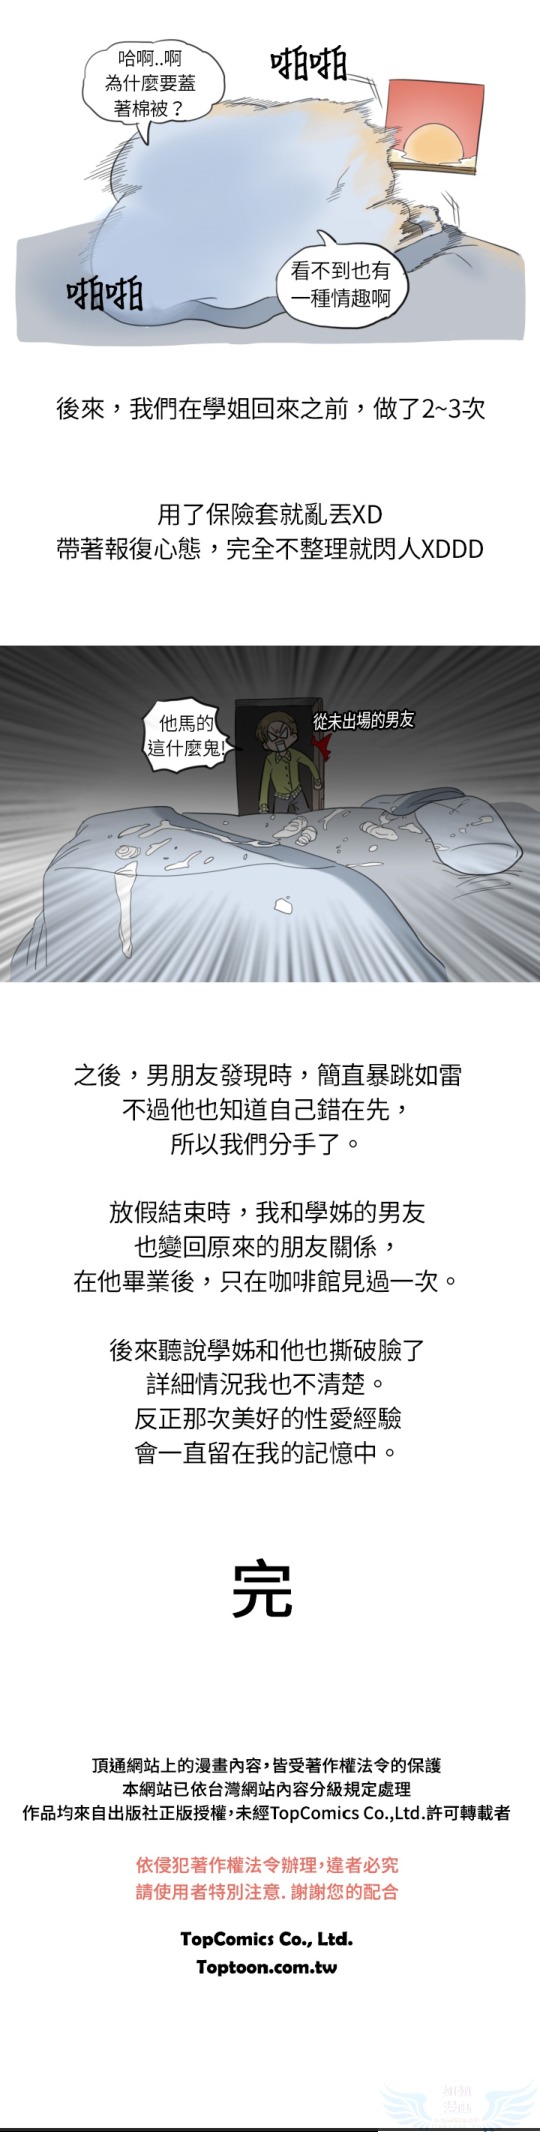 啪啪
哈啊..啊
為什麼要蓋
著棉被？
看不到也有
一種情趣啊
啪啪
後來，我們在學姐回來之前，做了2~3次
用了保險套就亂丟XD
帶著報復心態，完全不整理就閃人XDDD
從未出場的男友
他馬的
這什麼鬼!
之後，男朋友發現時，簡直暴跳如雷
不過他也知道自己錯在先，
所以我們分手了。
放假結束時，我和學姊的男友
也變回原來的朋友關係，
在他畢業後，只在咖啡館見過一次。
後來聽說學姊和他也撕破臉了
詳細情況我也不清楚。
反正那次美好的性愛經驗
會一直留在我的記憶中。
完
頂通網站上的漫畫內容，皆受著作權法令的保護
本網站已依台灣網站內容分級規定處理
作品均來自出版社正版授權，未經TopComics Co.,Ltd.許可轉載者
依侵犯著作權法令辦理，違者必究
請使用者特別注意. 謝謝您的配合
TopComics Co., Ltd.
Toptoon.com.tw